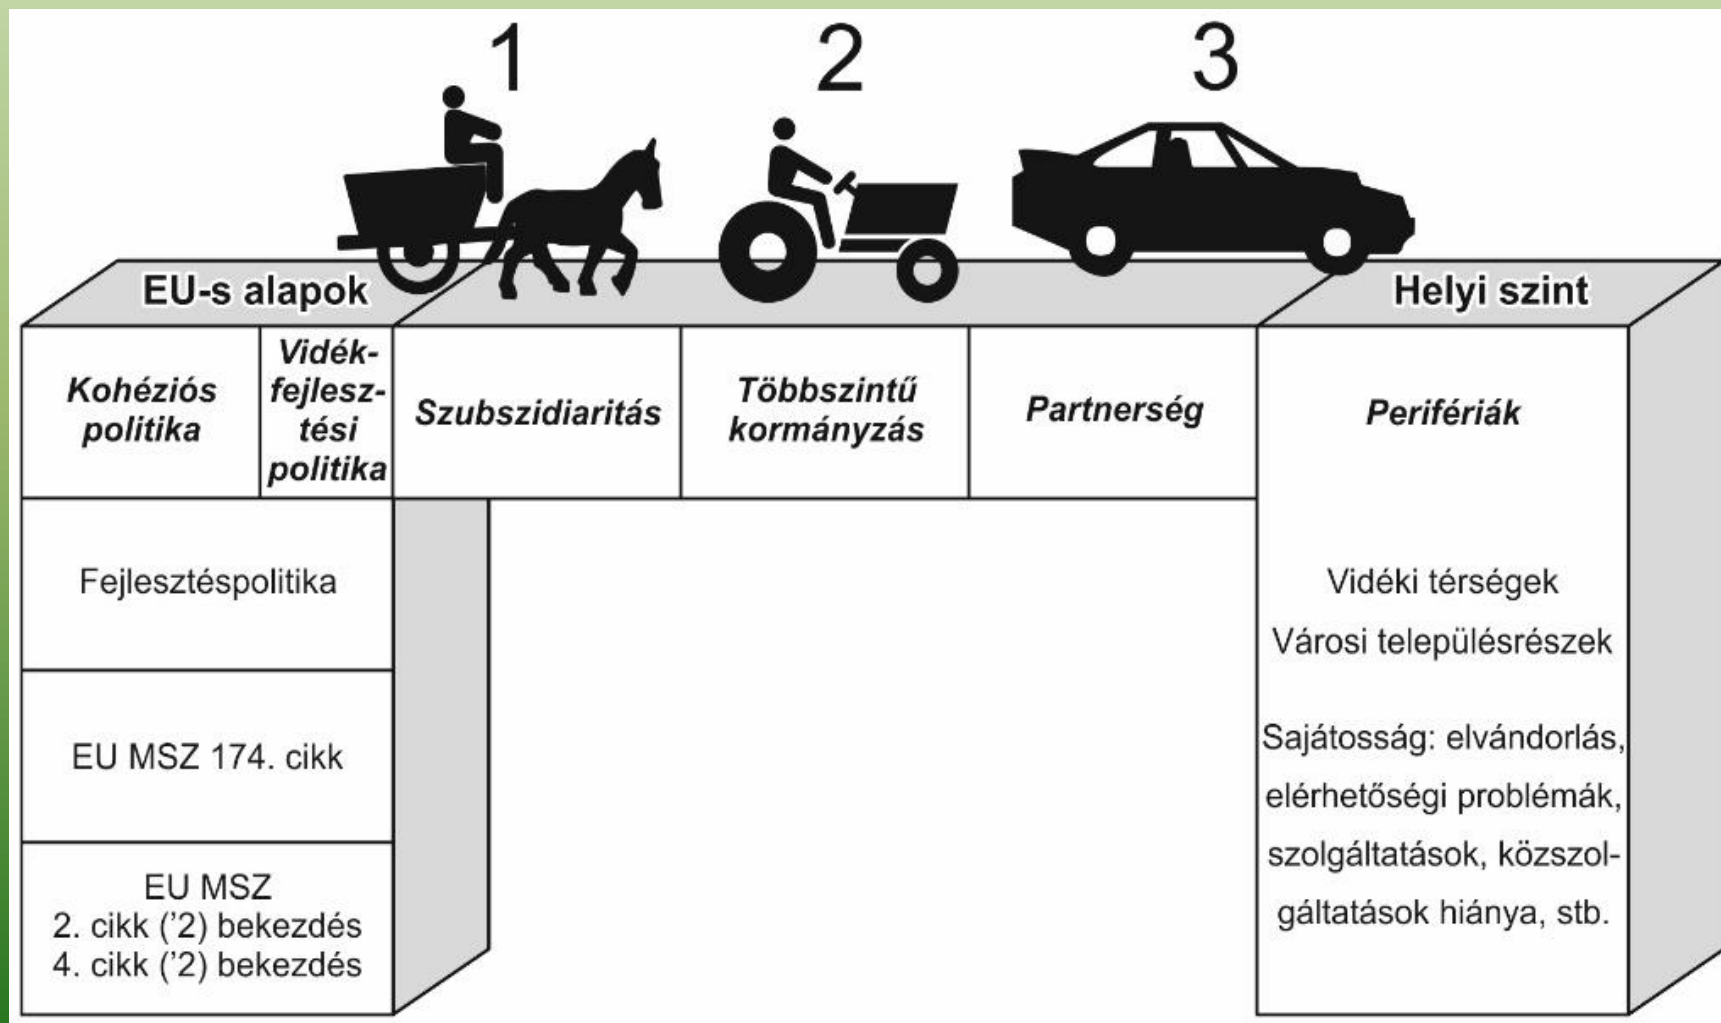 1
2
3
EU-s alapok
Helyi szint
Kohéziós
politika
Vidék-
fejlesz-
tési
politika
Szubszidiaritás
Többszintű
kormányzás
Partnerség
Perifériák
Fejlesztéspolitika
EU MSZ 174. cikk
EU MSZ
2. cikk ('2) bekezdés
4. cikk ('2) bekezdés
Vidéki térségek
Városi településrészek
Sajátosság: elvándorlás,
elérhetőségi problémák,
szolgáltatások, közszol-
gáltatások hiánya, stb.